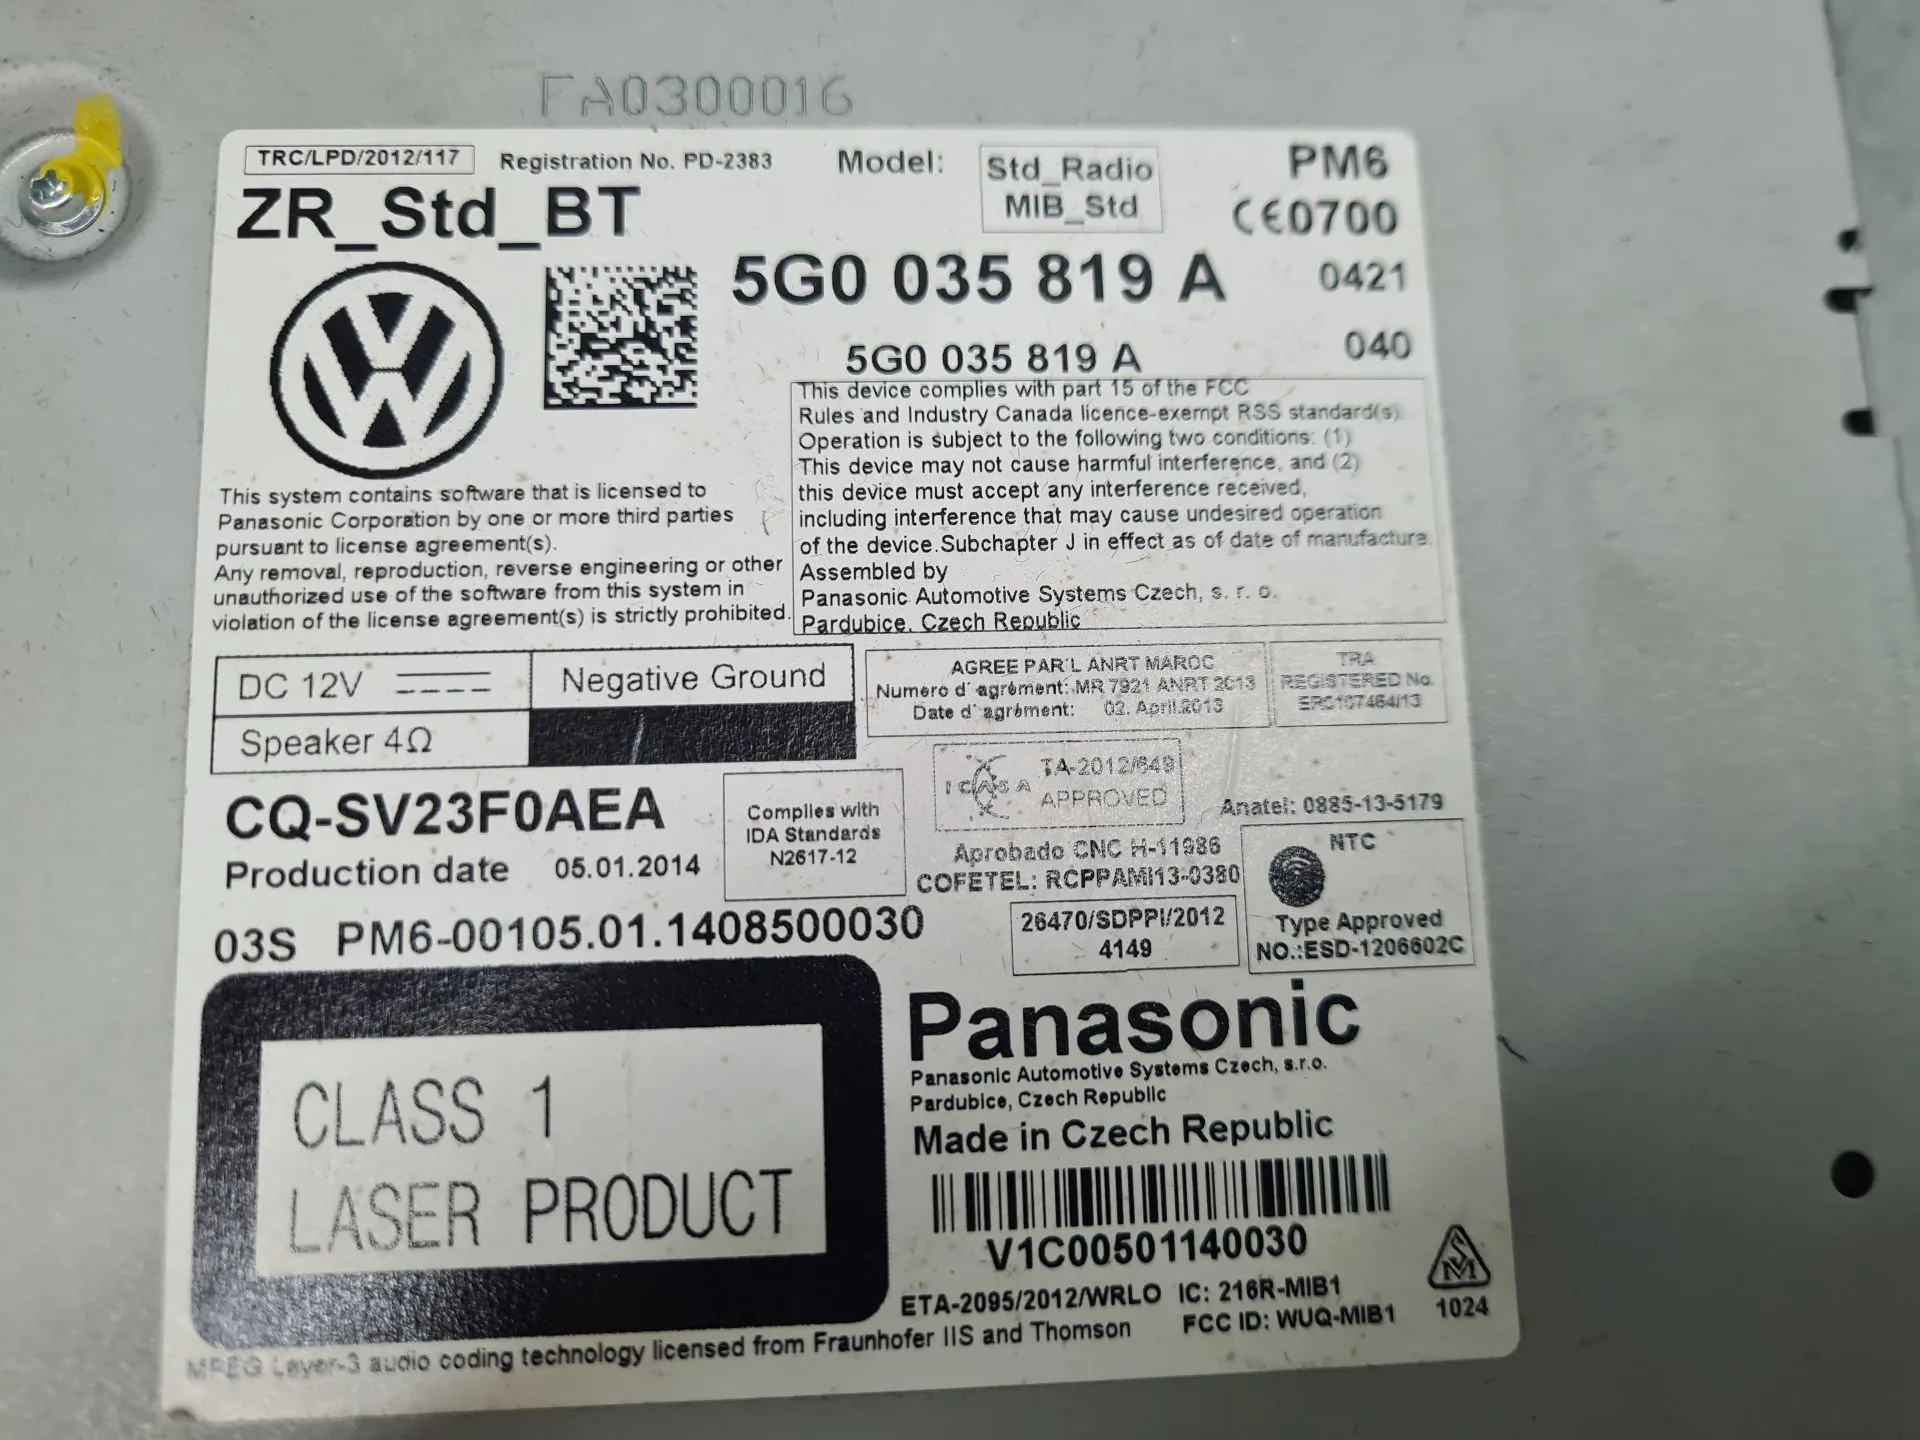 FA0300016
TRC/LPD/2012/117 Registration No. PD-2383 Model: Std_Radio MIB_Std PM6
ZR_Std_BT
CE0700
5G0 035 819 A 0421
5G0 035 819 A 040
This device complies with part 15 of the FCC
Rules and Industry Canada licence-exempt RSS standard(s).
Operation is subject to the following two conditions: (1)
This device may not cause harmful interference, and (2)
this device must accept any interference received,
including interference that may cause undesired operation
of the device.Subchapter J in effect as of date of manufacture.
Assembled by
Panasonic Automotive Systems Czech, s. r. o.
Pardubice, Czech Republic
This system contains software that is licensed to
Panasonic Corporation by one or more third parties
pursuant to license agreement(s).
Any removal, reproduction, reverse engineering or other
unauthorized use of the software from this system in
violation of the license agreement(s) is strictly prohibited.
DC 12V Negative Ground
Speaker 4Ω
AGREE PAR'L ANRT MAROC
Numero d' agrément: MR 7921 ANRT 2013
Date d' agrément: 02. April.2013
TRA
REGISTERED No.
ER0107464/13
ICASA TA-2012/649
APPROVED
Anatel: 0885-13-5179
CQ-SV23F0AEA
Production date 05.01.2014
Complies with
IDA Standards
N2617-12
Aprobado CNC H-11986
COFETEL: RCPPAMI13-0380
NTC
Type Approved
NO.:ESD-1206602C
26470/SDPPI/2012
4149
03S PM6-00105.01.1408500030
CLASS 1
LASER PRODUCT
Panasonic
Panasonic Automotive Systems Czech, s.r.o.
Pardubice, Czech Republic
Made in Czech Republic
V1C00501140030
ETA-2095/2012/WRLO IC: 216R-MIB1
FCC ID: WUQ-MIB1
SM
1024
MPEG Layer-3 audio coding technology licensed from Fraunhofer IIS and Thomson